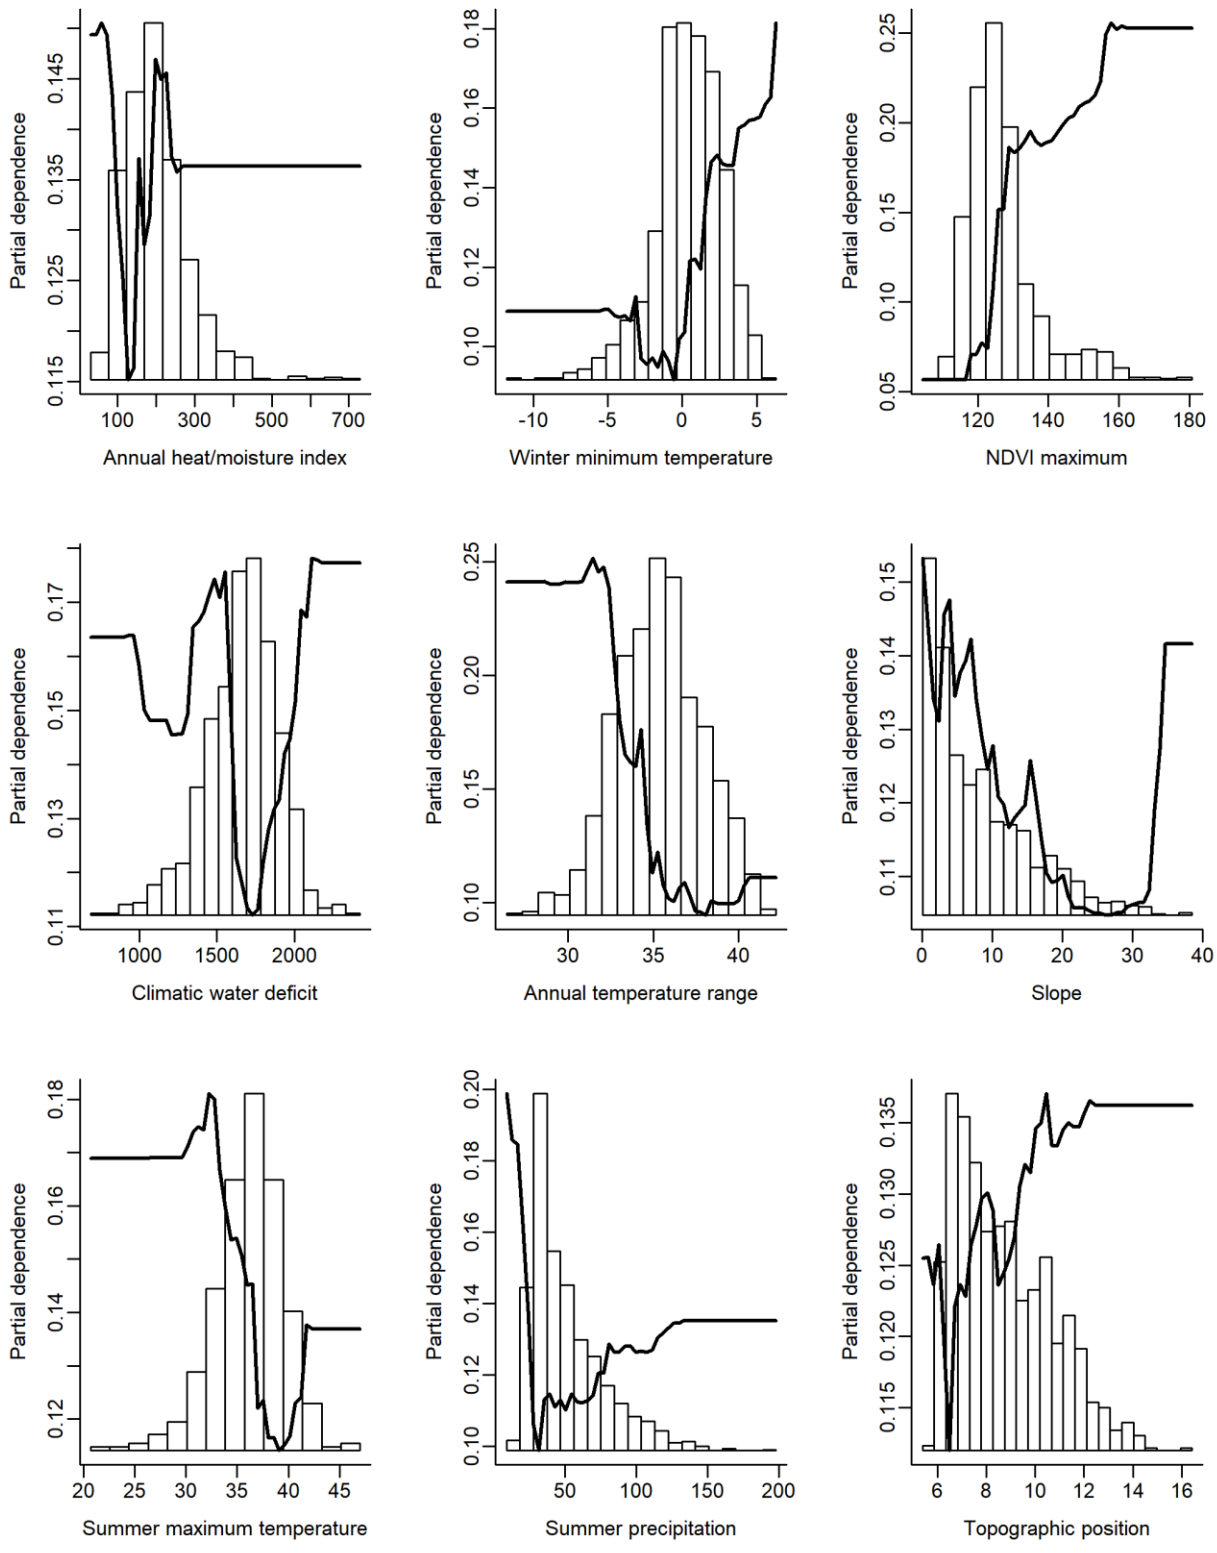 Partial dependence
0.115 0.125 0.135 0.145
100 200 300 500 700
Annual heat/moisture index
Partial dependence
0.10 0.12 0.14 0.16 0.18
-10 -5 0 5
Winter minimum temperature
Partial dependence
0.05 0.10 0.15 0.20 0.25
120 140 160 180
NDVI maximum
Partial dependence
0.11 0.13 0.15 0.17
1000 1500 2000
Climatic water deficit
Partial dependence
0.10 0.15 0.20 0.25
30 35 40
Annual temperature range
Partial dependence
0.11 0.12 0.13 0.14 0.15
0 10 20 30 40
Slope
Partial dependence
0.12 0.14 0.16 0.18
20 25 30 35 40 45
Summer maximum temperature
Partial dependence
0.10 0.12 0.14 0.16 0.18 0.20
50 100 150 200
Summer precipitation
Partial dependence
0.115 0.120 0.125 0.130 0.135
6 8 10 12 14 16
Topographic position